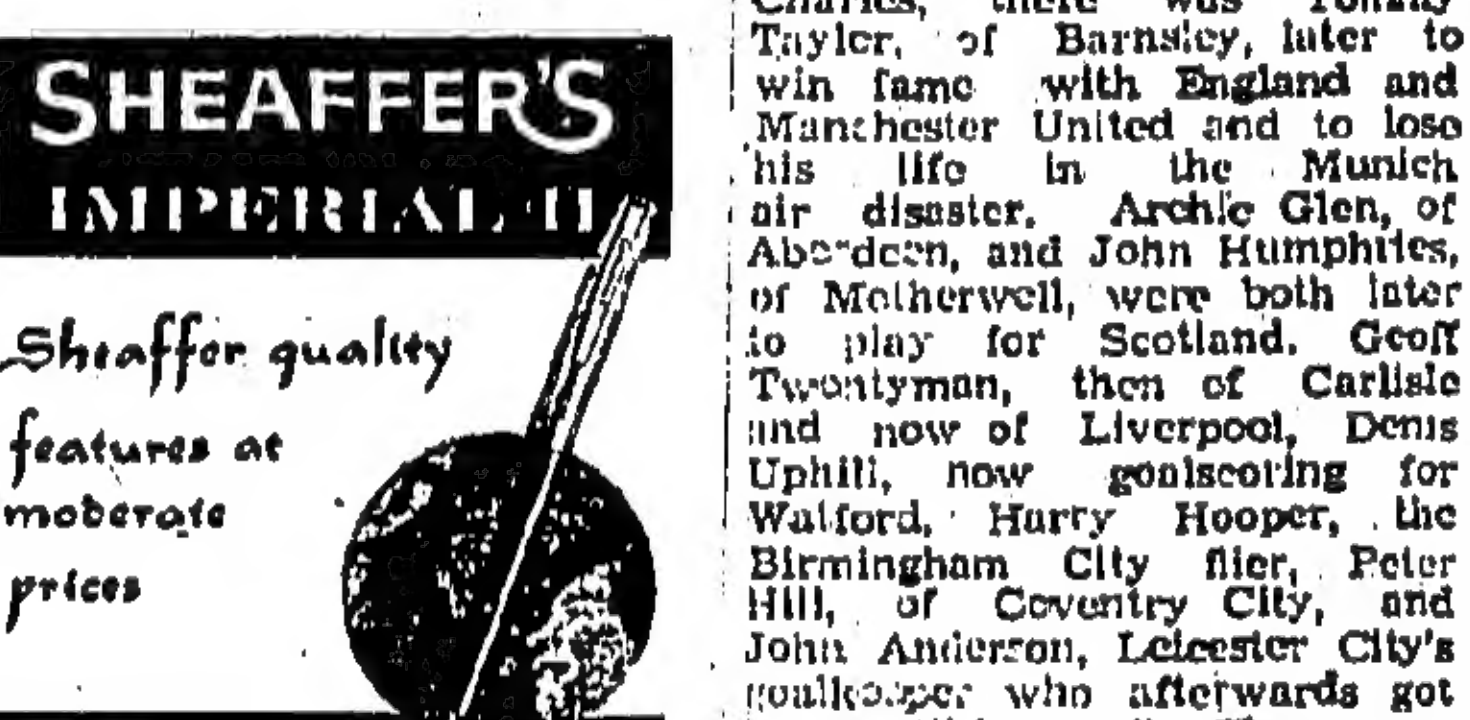 SHEAFFER'S
IMPERIAL II
Sheaffer quality
features at
moderate
prices
Charles, there was Tommy
Taylor, of Barnsley, later to
win fame with England and
Manchester United and to lose
his life in the Munich
air disaster. Archie Glen, of
Aberdeen, and John Humphries,
of Motherwell, were both later
to play for Scotland. Geoff
Twentyman, then of Carlisle
and now of Liverpool, Denis
Uphill, now goalscoring for
Watford, Harry Hooper, the
Birmingham City flier, Peter
Hill, of Coventry City, and
John Anderson, Leicester City's
goalkeeper who afterwards got